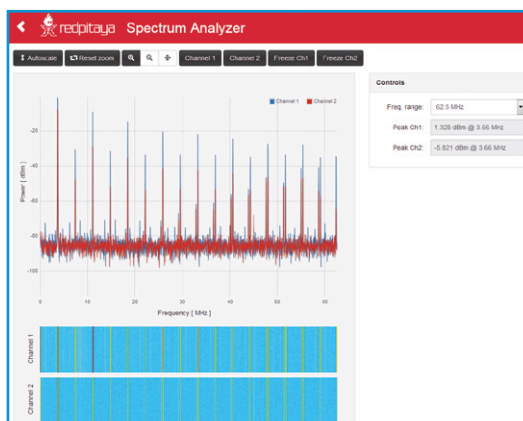 redpitaya Spectrum Analyzer
Autoscale Reset zoom Channel 1 Channel 2 Freeze Ch1 Freeze Ch2
Controls
Freq. range: 62.5 MHz
Peak Ch1: 1.328 dBm @ 3.66 MHz
Peak Ch2: -5.821 dBm @ 3.66 MHz
Channel 1 Channel 2
Power [ dBm ]
-20
-40
-60
-80
-100
0 10 20 30 40 50 60
Frequency [ MHz ]
Channel 1
Channel 2